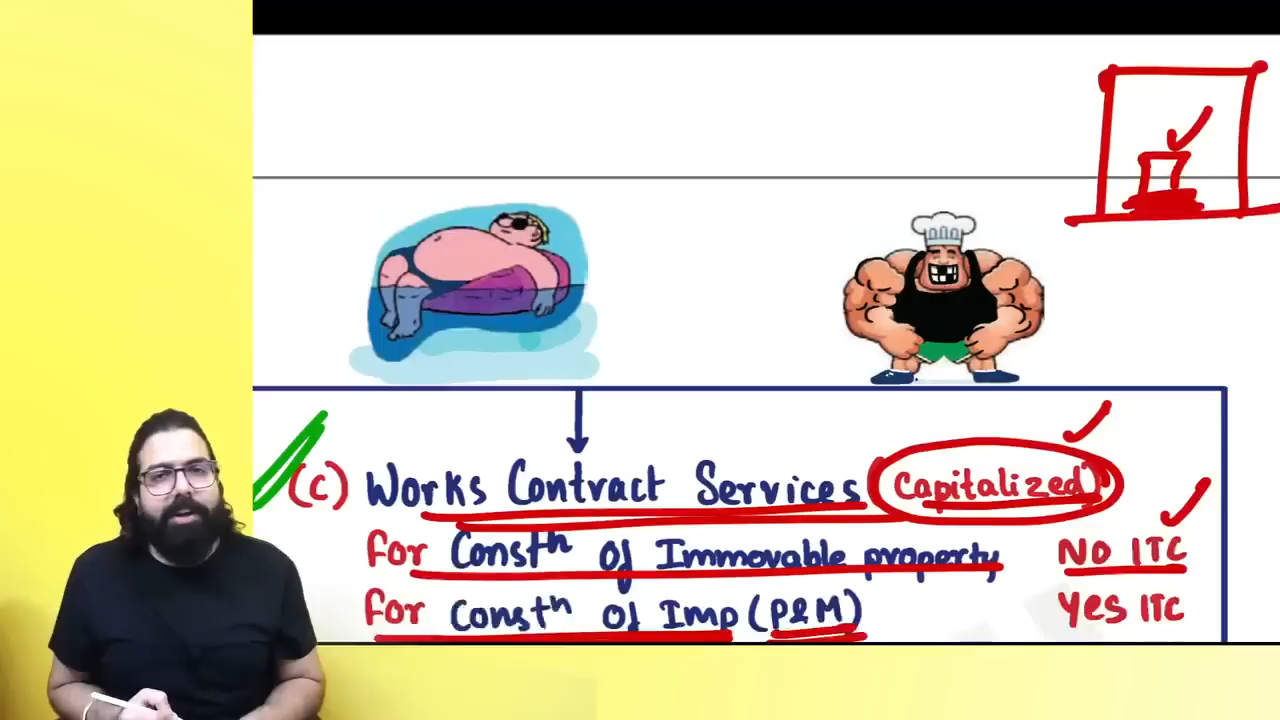 (c) Works Contract Services (Capitalized)
for Constⁿ of Immovable property NO ITC
for Constⁿ of Imp (P&M) Yes ITC